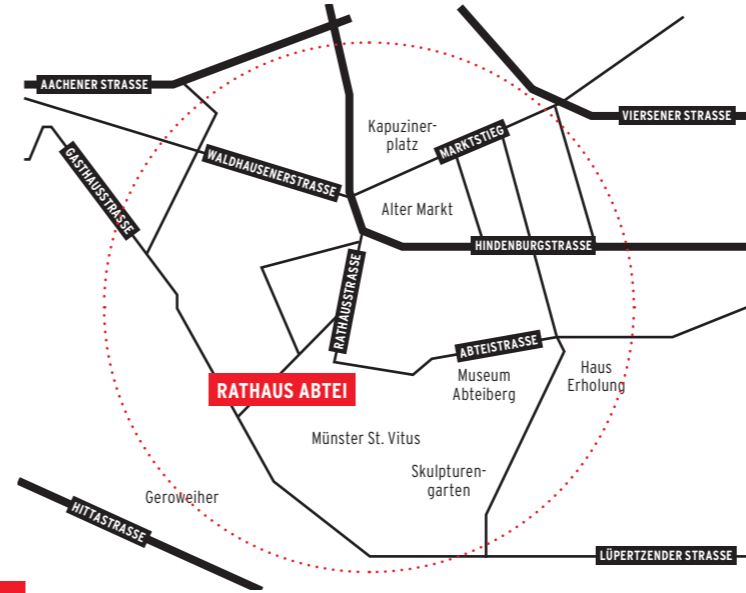 AACHENER STRASSE
VIERSENER STRASSE
Kapuziner-
platz
MARKTSTIEG
GASTHAUSSTRASSE
WALDHAUSENERSTRASSE
Alter Markt
HINDENBURGSTRASSE
RATHAUSSTRASSE
ABTEISTRASSE
Museum
Abteiberg
Haus
Erholung
RATHAUS ABTEI
Münster St. Vitus
Skulpturen-
garten
Geroweiher
HITTASTRASSE
LÜPERTZENDER STRASSE